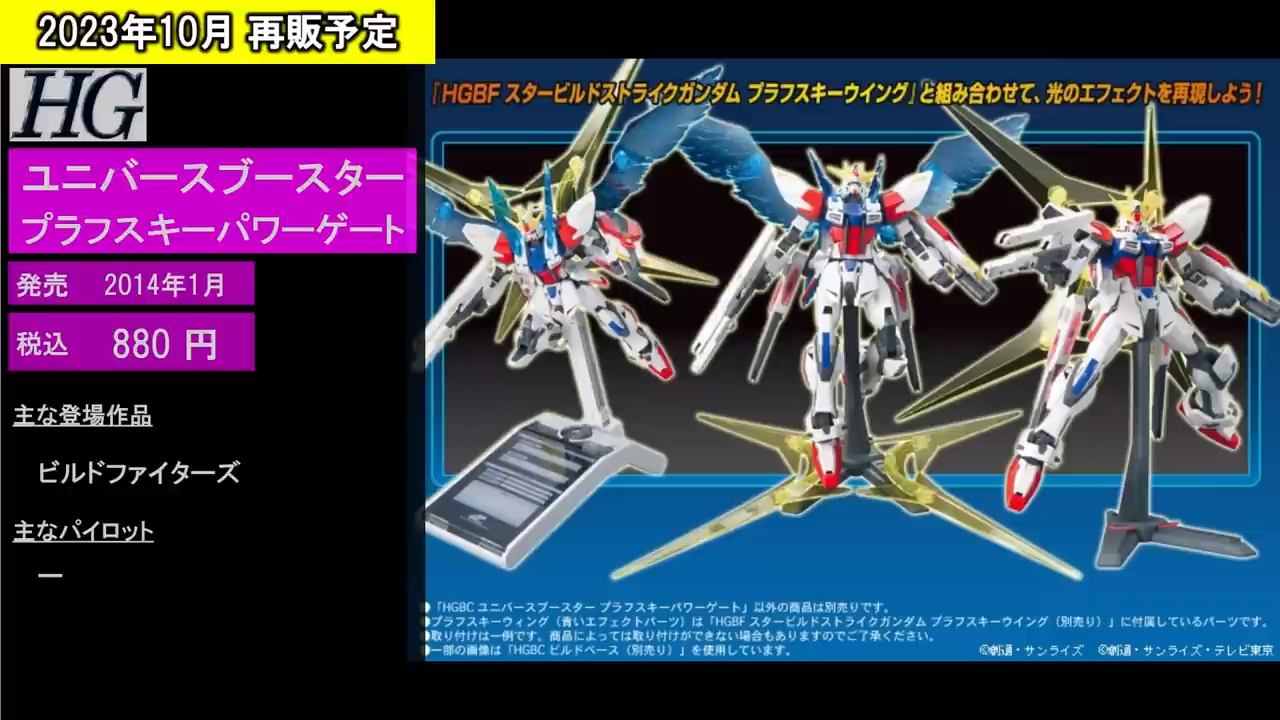 2023年10月 再販予定
HG
ユニバースブースター
プラフスキーパワーゲート
発売 2014年1月
税込 880 円
主な登場作品
ビルドファイターズ
主なパイロット
ー
「HGBF スタービルドストライクガンダム プラフスキーウイング」と組み合わせて、光のエフェクトを再現しよう!
●「HGBC ユニバースブースター プラフスキーパワーゲート」以外の商品は別売りです。
●プラフスキーウィング（青いエフェクトパーツ）は「HGBF スタービルドストライクガンダム プラフスキーウイング（別売り）」に付属しているパーツです。
●取り付けは一例です。商品によっては取り付けができない場合もありますのでご了承ください。
●一部の画像は「HGBC ビルドベース（別売り）」を使用しています。
©創通・サンライズ ©創通・サンライズ・テレビ東京